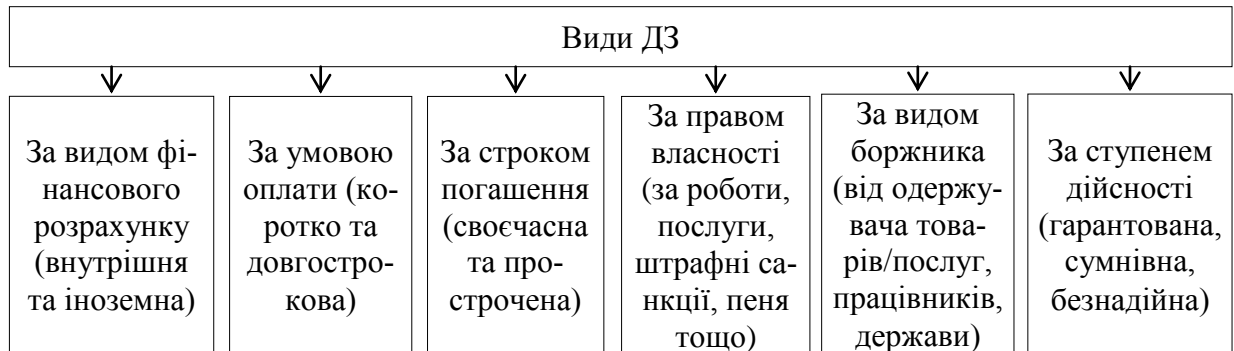 Види ДЗ
За видом фі-
нансового
розрахунку
(внутрішня
та іноземна)
За умовою
оплати (ко-
ротко та
довгостро-
кова)
За строком
погашення
(своєчасна
та про-
строчена)
За правом
власності
(за роботи,
послуги,
штрафні са-
нкції, пеня
тощо)
За видом
боржника
(від одержу-
вача това-
рів/послуг,
працівників,
держави)
За ступенем
дійсності
(гарантована,
сумнівна,
безнадійна)